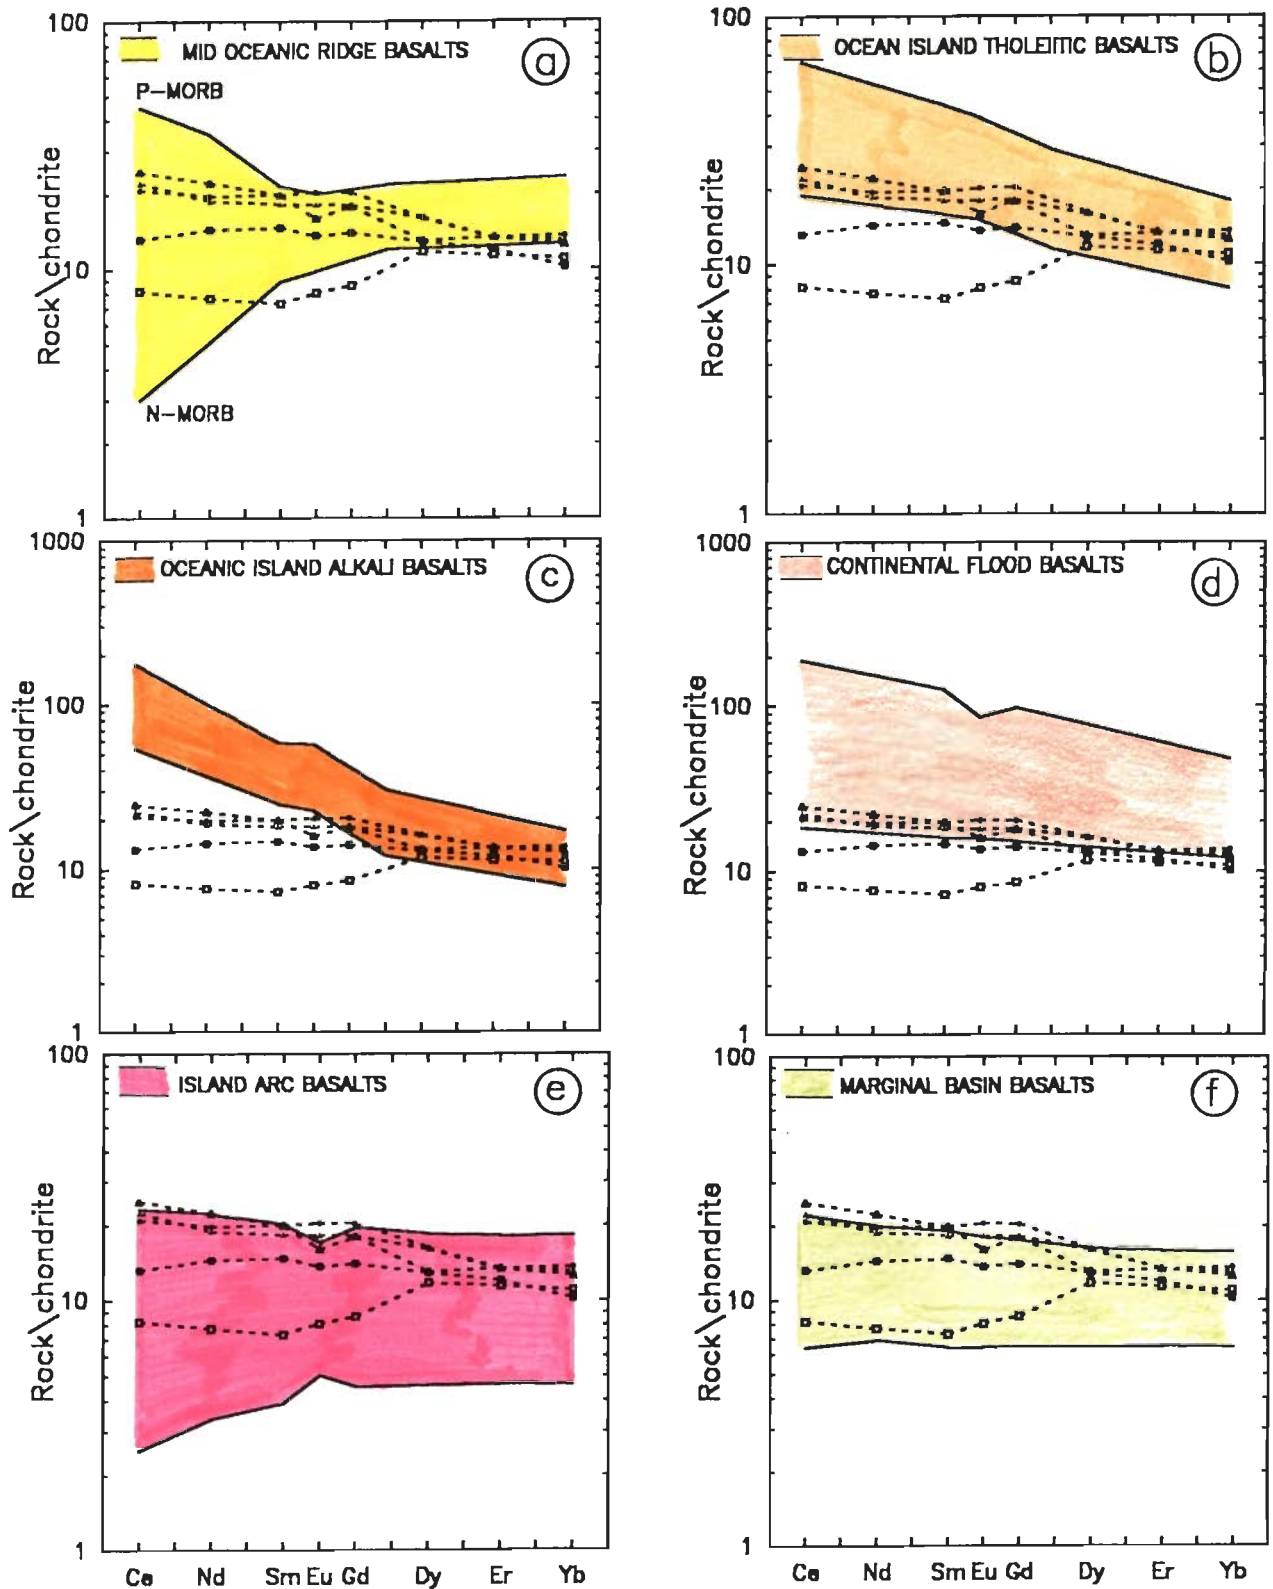 100
MID OCEANIC RIDGE BASALTS
a
P-MORB
Rock\chondrite
10
N-MORB
1
100
OCEAN ISLAND THOLEIITIC BASALTS
b
Rock\chondrite
10
1
1000
OCEANIC ISLAND ALKALI BASALTS
c
100
Rock\chondrite
10
1
1000
CONTINENTAL FLOOD BASALTS
d
100
Rock\chondrite
10
1
100
ISLAND ARC BASALTS
e
Rock\chondrite
10
1
Ce Nd Sm Eu Gd Dy Er Yb
100
MARGINAL BASIN BASALTS
f
Rock\chondrite
10
1
Ce Nd Sm Eu Gd Dy Er Yb